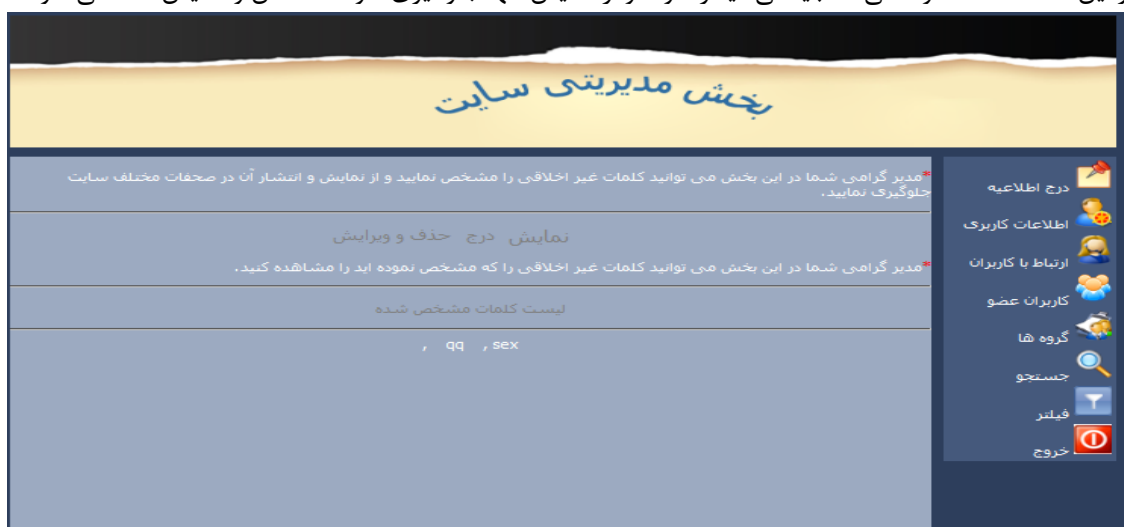 بخش مدیریتی سایت
*مدیر گرامی شما در این بخش می توانید کلمات غیر اخلاقی را مشخص نمایید و از نمایش و انتشار آن در صحفات مختلف سایت
جلوگیری نمایید.
نمایش درج حذف و ویرایش
*مدیر گرامی شما در این بخش می توانید کلمات غیر اخلاقی را که مشخص نموده اید را مشاهده کنید.
لیست کلمات مشخص شده
, qq , sex
درج اطلاعیه
اطلاعات کاربری
ارتباط با کاربران
کاربران عضو
گروه ها
جستجو
فیلتر
خروج